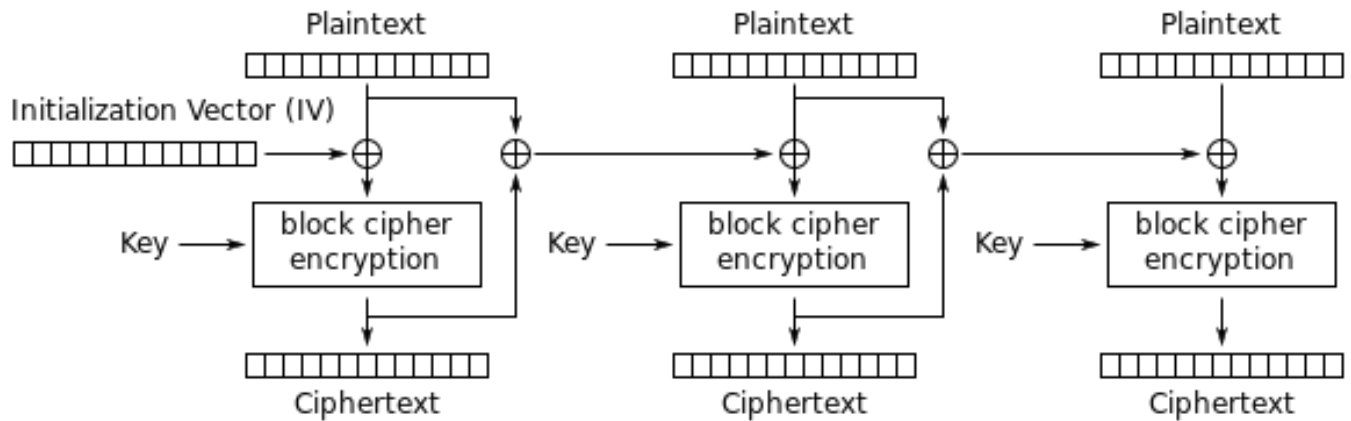 Plaintext
Plaintext
Plaintext
Initialization Vector (IV)
Key
block cipher
encryption
Key
block cipher
encryption
Key
block cipher
encryption
Ciphertext
Ciphertext
Ciphertext